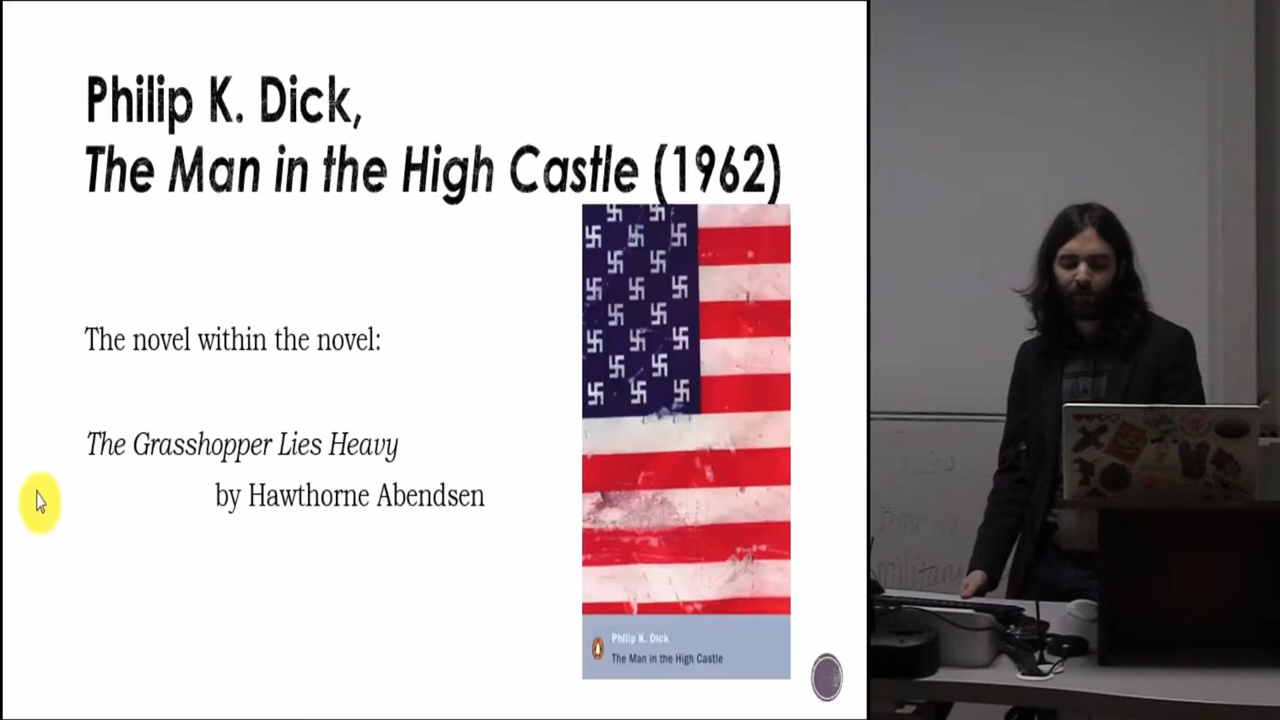 Philip K. Dick,
The Man in the High Castle (1962)
The novel within the novel:
The Grasshopper Lies Heavy
by Hawthorne Abendsen
Philip K. Dick
The Man in the High Castle